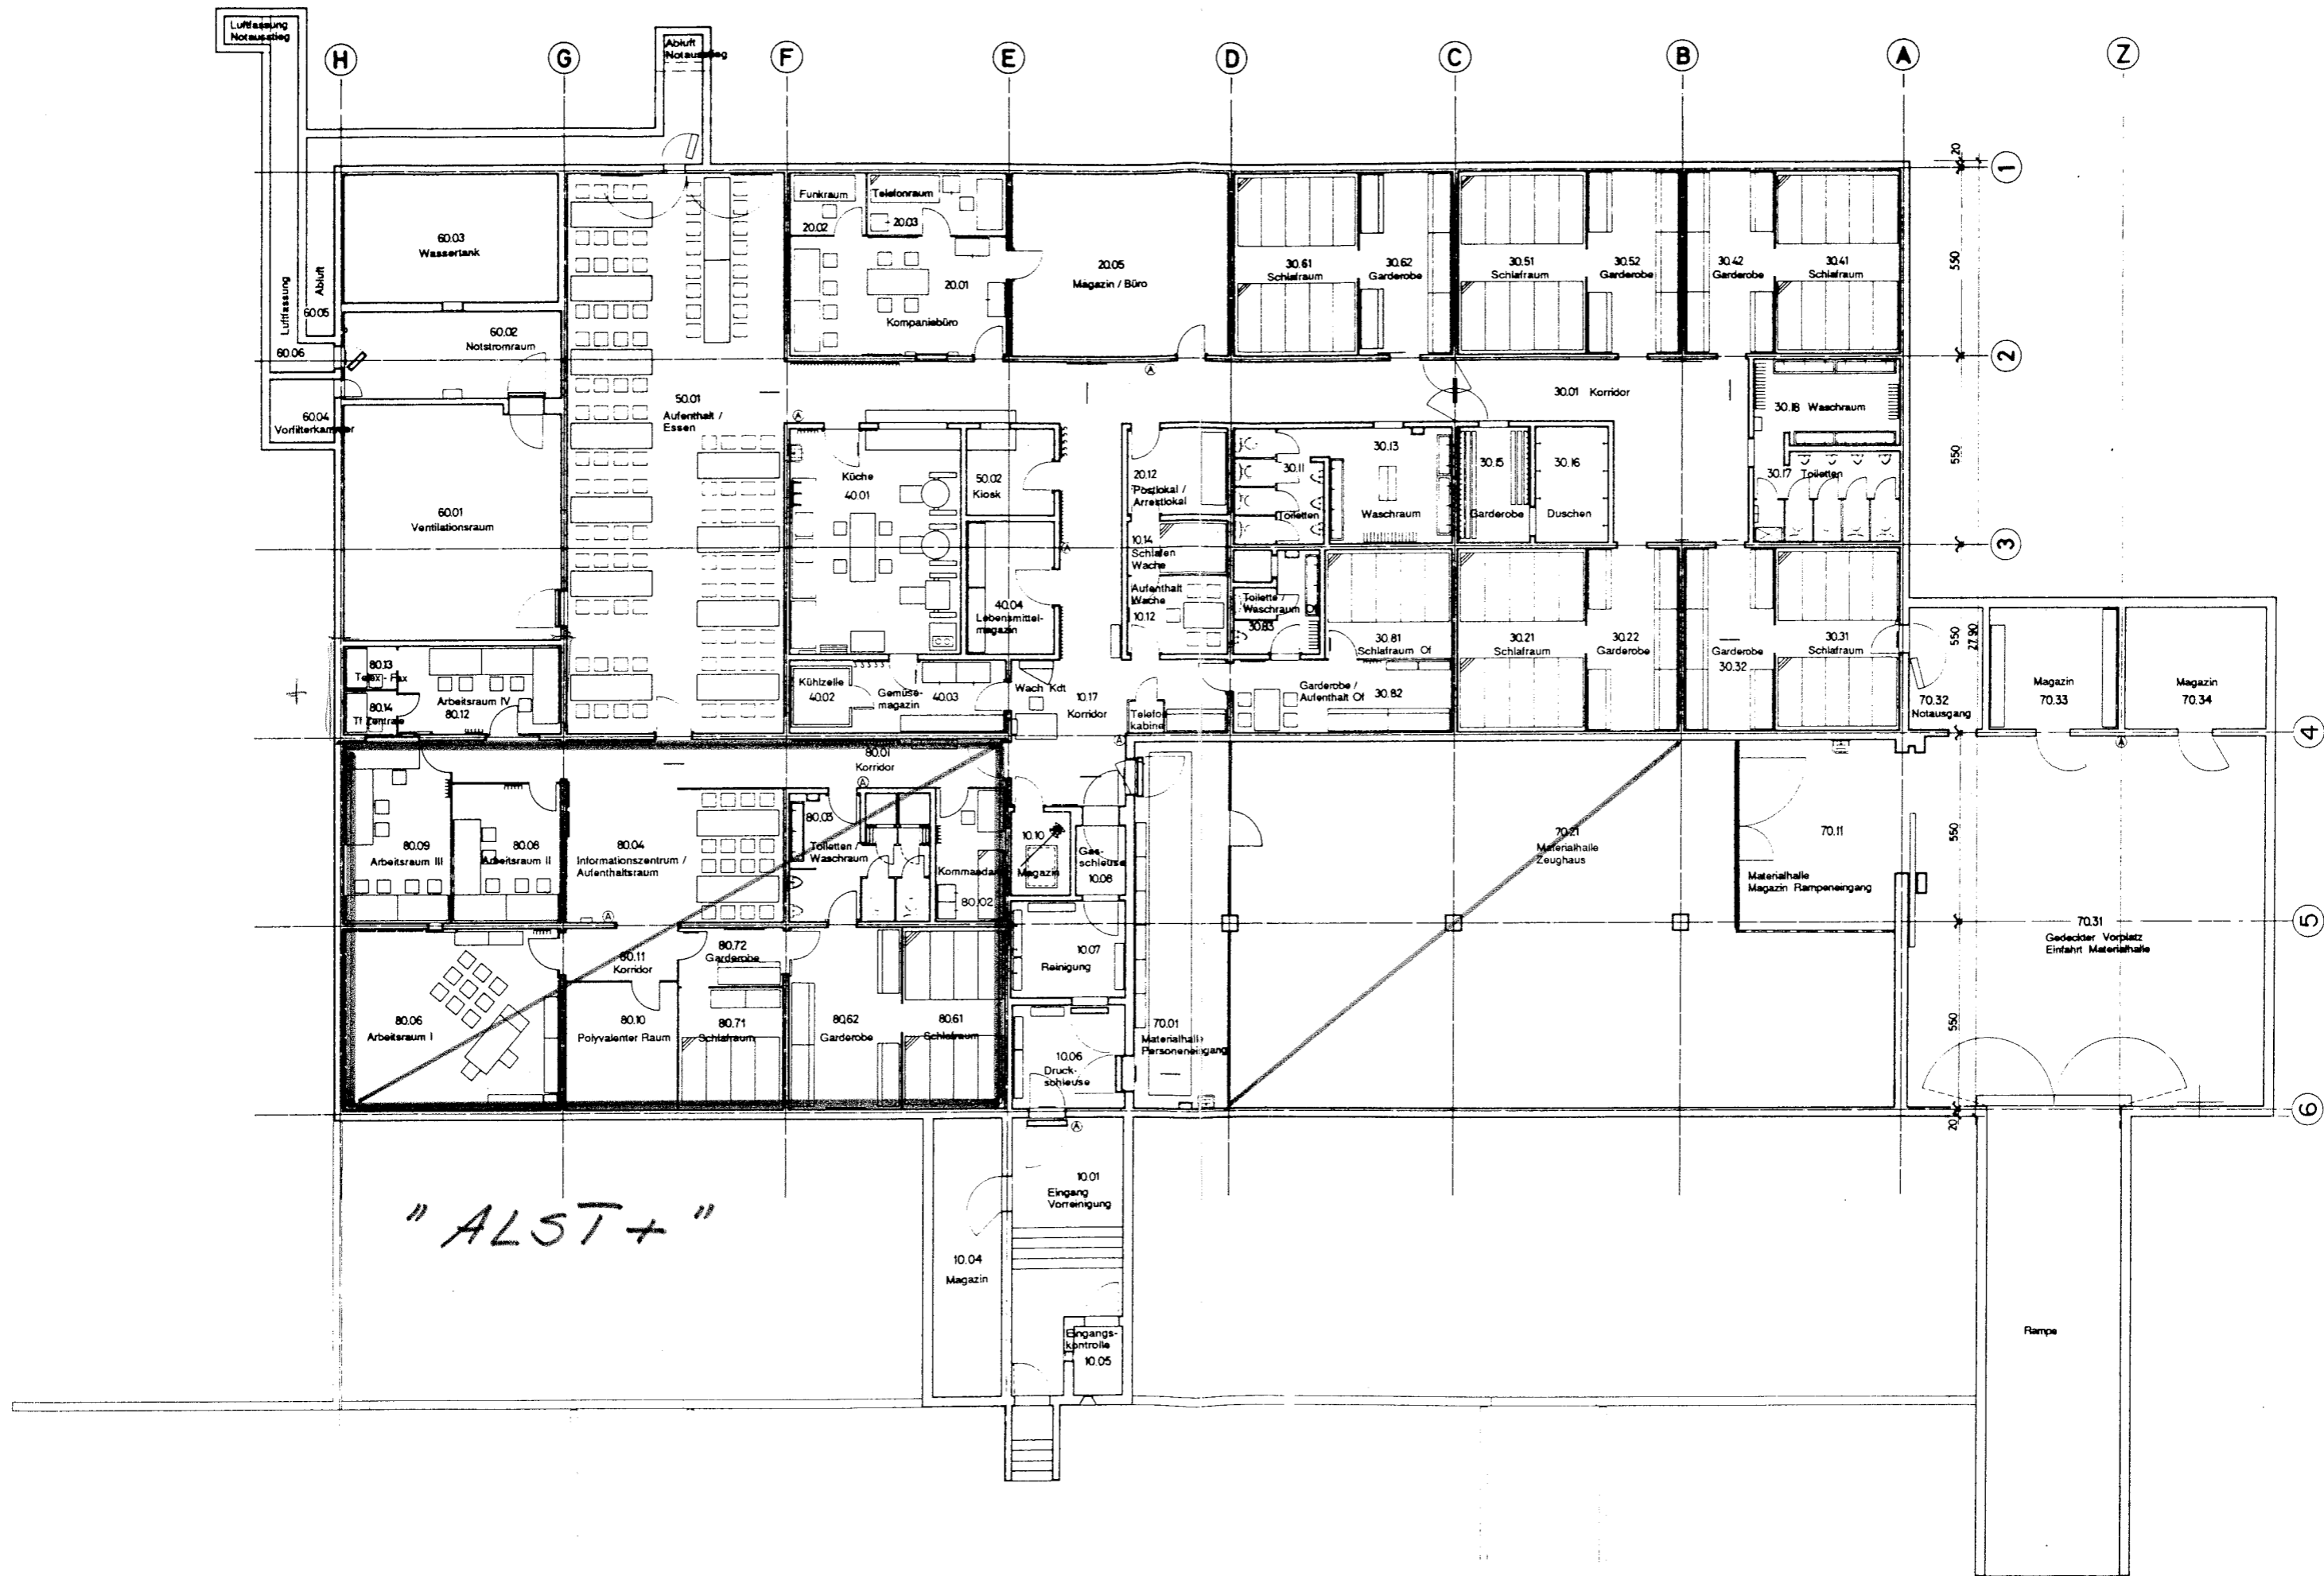 Luftfassung
Notausstieg
Abluft
Notausstieg
H
G
F
E
D
C
B
A
Z
1
2
3
4
5
6
20
550
550
550
27.90
550
550
20
60.03
Wassertank
Luftfassung
Abluft
60.05
60.06
60.02
Notstromraum
60.04
Vorfilterkammer
60.01
Ventilationsraum
50.01
Aufenthalt /
Essen
Funkraum
20.02
Telefonraum
20.03
20.01
Kompaniebüro
20.05
Magazin / Büro
30.61
Schlafraum
30.62
Garderobe
30.51
Schlafraum
30.52
Garderobe
30.42
Garderobe
30.41
Schlafraum
30.01 Korridor
30.18 Waschraum
30.17 Toiletten
Küche
40.01
50.02
Kiosk
40.04
Lebensmittel-
magazin
20.12
Postlokal /
Arrestlokal
10.14
Schlafen
Wache
Aufenthalt
Wache
10.12
30.11
Toiletten
30.13
Waschraum
30.15
Garderobe
30.16
Duschen
Toilette /
Waschraum Of
30.83
30.81
Schlafraum Of
30.21
Schlafraum
30.22
Garderobe
Garderobe
30.32
30.31
Schlafraum
70.32
Notausgang
Magazin
70.33
Magazin
70.34
80.13
Telex - Fax
80.14
Tf Zentrale
Arbeitsraum IV
80.12
Kühlzelle
40.02
Gemüse-
magazin
40.03
Wach Kdt
10.17
Korridor
Telefon
kabine
Garderobe /
Aufenthalt Of
30.82
80.01
Korridor
80.09
Arbeitsraum III
80.08
Arbeitsraum II
80.04
Informationszentrum /
Aufenthaltsraum
80.03
Toiletten /
Waschraum
Kommandant
80.02
10.10
Magazin
Gas-
schleuse
10.08
10.07
Reinigung
70.21
Materialhalle
Zeughaus
70.11
Materialhalle
Magazin Rampeneingang
70.31
Gedeckter Vorplatz
Einfahrt Materialhalle
80.06
Arbeitsraum I
80.11
Korridor
80.72
Garderobe
80.10
Polyvalenter Raum
80.71
Schlafraum
80.62
Garderobe
80.61
Schlafraum
10.06
Druck-
schleuse
70.01
Materialhalle
Personeneingang
10.01
Eingang
Vorreinigung
10.04
Magazin
Eingangs-
kontrolle
10.05
Rampe
A
A
A
A
A
A
A
A
" ALST + "